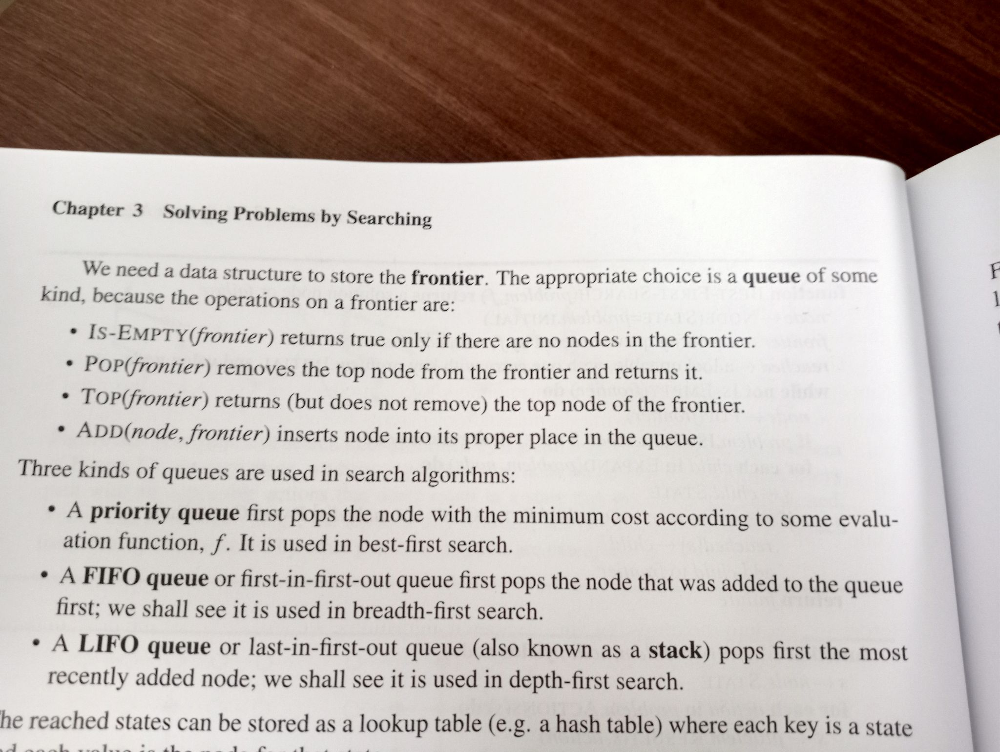 Chapter 3 Solving Problems by Searching
We need a data structure to store the frontier. The appropriate choice is a queue of some
kind, because the operations on a frontier are:
• IS-EMPTY(frontier) returns true only if there are no nodes in the frontier.
• POP(frontier) removes the top node from the frontier and returns it.
• TOP(frontier) returns (but does not remove) the top node of the frontier.
• ADD(node, frontier) inserts node into its proper place in the queue.
Three kinds of queues are used in search algorithms:
• A priority queue first pops the node with the minimum cost according to some evalu-
ation function, f. It is used in best-first search.
• A FIFO queue or first-in-first-out queue first pops the node that was added to the queue
first; we shall see it is used in breadth-first search.
• A LIFO queue or last-in-first-out queue (also known as a stack) pops first the most
recently added node; we shall see it is used in depth-first search.
he reached states can be stored as a lookup table (e.g. a hash table) where each key is a state